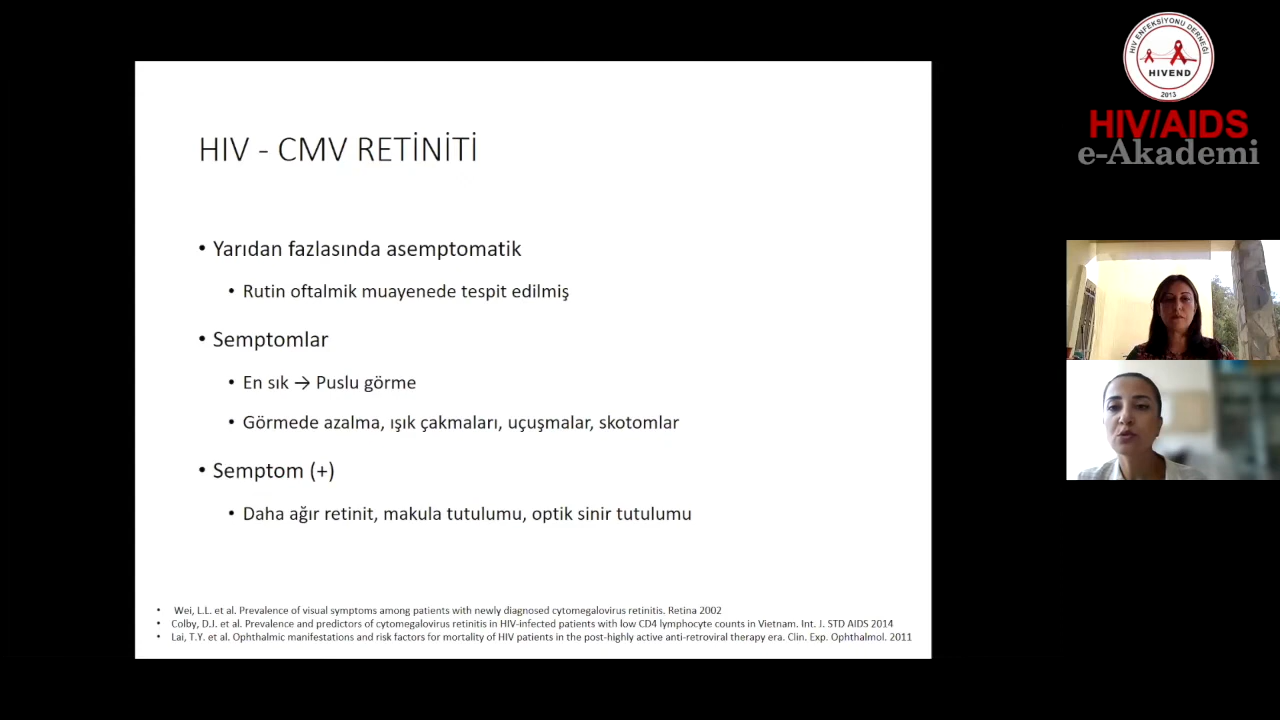 HIV - CMV RETİNİTİ
• Yarıdan fazlasında asemptomatik
• Rutin oftalmik muayenede tespit edilmiş
• Semptomlar
• En sık → Puslu görme
• Görmede azalma, ışık çakmaları, uçuşmalar, skotomlar
• Semptom (+)
• Daha ağır retinit, makula tutulumu, optik sinir tutulumu
• Wei, L.L. et al. Prevalence of visual symptoms among patients with newly diagnosed cytomegalovirus retinitis. Retina 2002
• Colby, D.J. et al. Prevalence and predictors of cytomegalovirus retinitis in HIV-infected patients with low CD4 lymphocyte counts in Vietnam. Int. J. STD AIDS 2014
• Lai, T.Y. et al. Ophthalmic manifestations and risk factors for mortality of HIV patients in the post-highly active anti-retroviral therapy era. Clin. Exp. Ophthalmol. 2011
HIV ENFEKSİYONU DERNEĞİ
HIVEND
2013
HIV/AIDS
e-Akademi